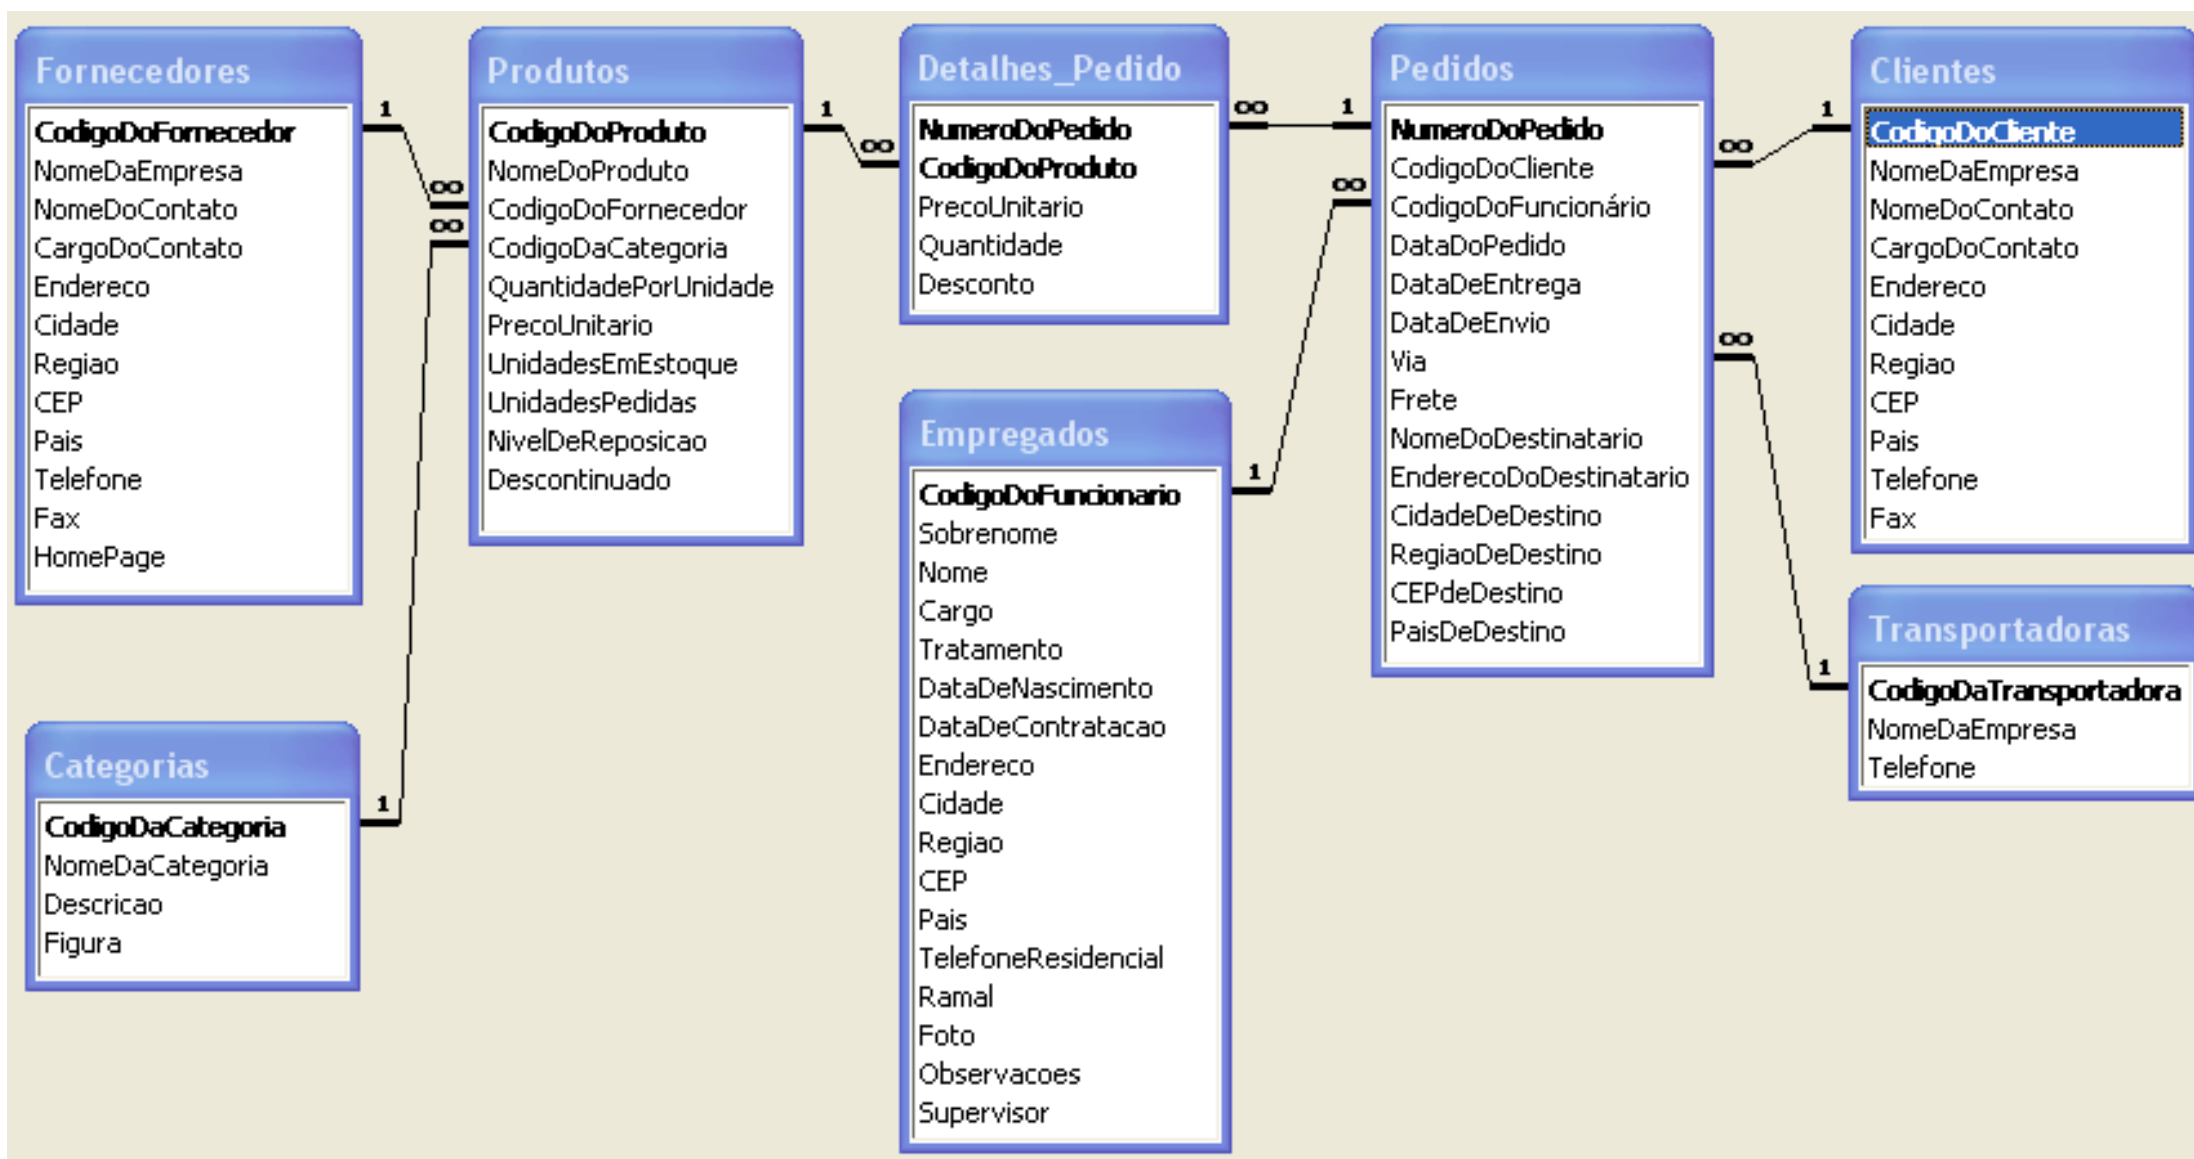 Fornecedores
CodigoDoFornecedor
NomeDaEmpresa
NomeDoContato
CargoDoContato
Endereco
Cidade
Regiao
CEP
Pais
Telefone
Fax
HomePage
1
∞
Produtos
CodigoDoProduto
NomeDoProduto
CodigoDoFornecedor
CodigoDaCategoria
QuantidadePorUnidade
PrecoUnitario
UnidadesEmEstoque
UnidadesPedidas
NivelDeReposicao
Descontinuado
1
∞
Detalhes_Pedido
NumeroDoPedido
CodigoDoProduto
PrecoUnitario
Quantidade
Desconto
∞
1
Pedidos
NumeroDoPedido
CodigoDoCliente
CodigoDoFuncionário
DataDoPedido
DataDeEntrega
DataDeEnvio
Via
Frete
NomeDoDestinatario
EnderecoDoDestinatario
CidadeDeDestino
RegiaoDeDestino
CEPdeDestino
PaisDeDestino
∞
1
Clientes
CodigoDoCliente
NomeDaEmpresa
NomeDoContato
CargoDoContato
Endereco
Cidade
Regiao
CEP
Pais
Telefone
Fax
Categorias
CodigoDaCategoria
NomeDaCategoria
Descricao
Figura
1
∞
Empregados
CodigoDoFuncionario
Sobrenome
Nome
Cargo
Tratamento
DataDeNascimento
DataDeContratacao
Endereco
Cidade
Regiao
CEP
Pais
TelefoneResidencial
Ramal
Foto
Observacoes
Supervisor
1
∞
Transportadoras
CodigoDaTransportadora
NomeDaEmpresa
Telefone
1
∞